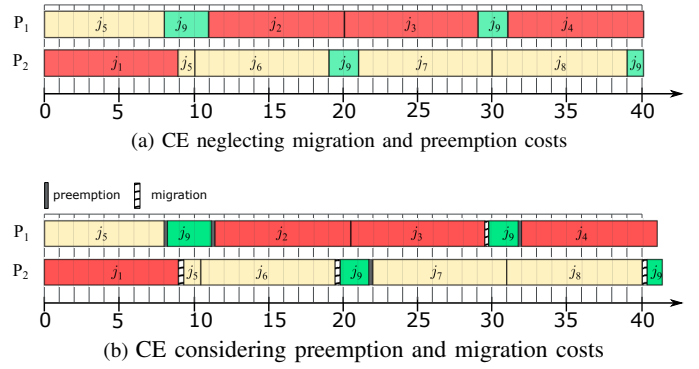 P1 j5 j9 j2 j3 j9 j4
P2 j1 j5 j6 j9 j7 j8 j9
0 5 10 15 20 25 30 35 40
(a) CE neglecting migration and preemption costs
preemption migration
P1 j5 j9 j2 j3 j9 j4
P2 j1 j5 j6 j9 j7 j8 j9
0 5 10 15 20 25 30 35 40
(b) CE considering preemption and migration costs